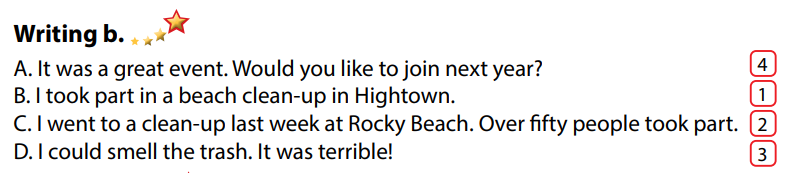 Writing b.
A. It was a great event. Would you like to join next year? 4
B. I took part in a beach clean-up in Hightown. 1
C. I went to a clean-up last week at Rocky Beach. Over fifty people took part. 2
D. I could smell the trash. It was terrible! 3